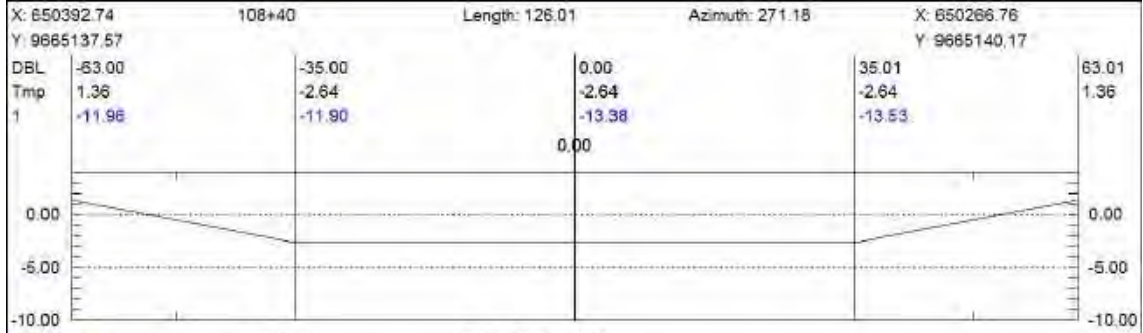 X: 650392.74 108+40 Length: 126.01 Azimuth: 271.18 X: 650266.76
Y: 9665137.57 Y: 9665140.17
DBL -63.00 -35.00 0.00 35.01 63.01
Tmp 1.36 -2.64 -2.64 -2.64 1.36
1 -11.96 -11.90 -13.38 -13.53
0.00
0.00 0.00
-5.00 -5.00
-10.00 -10.00